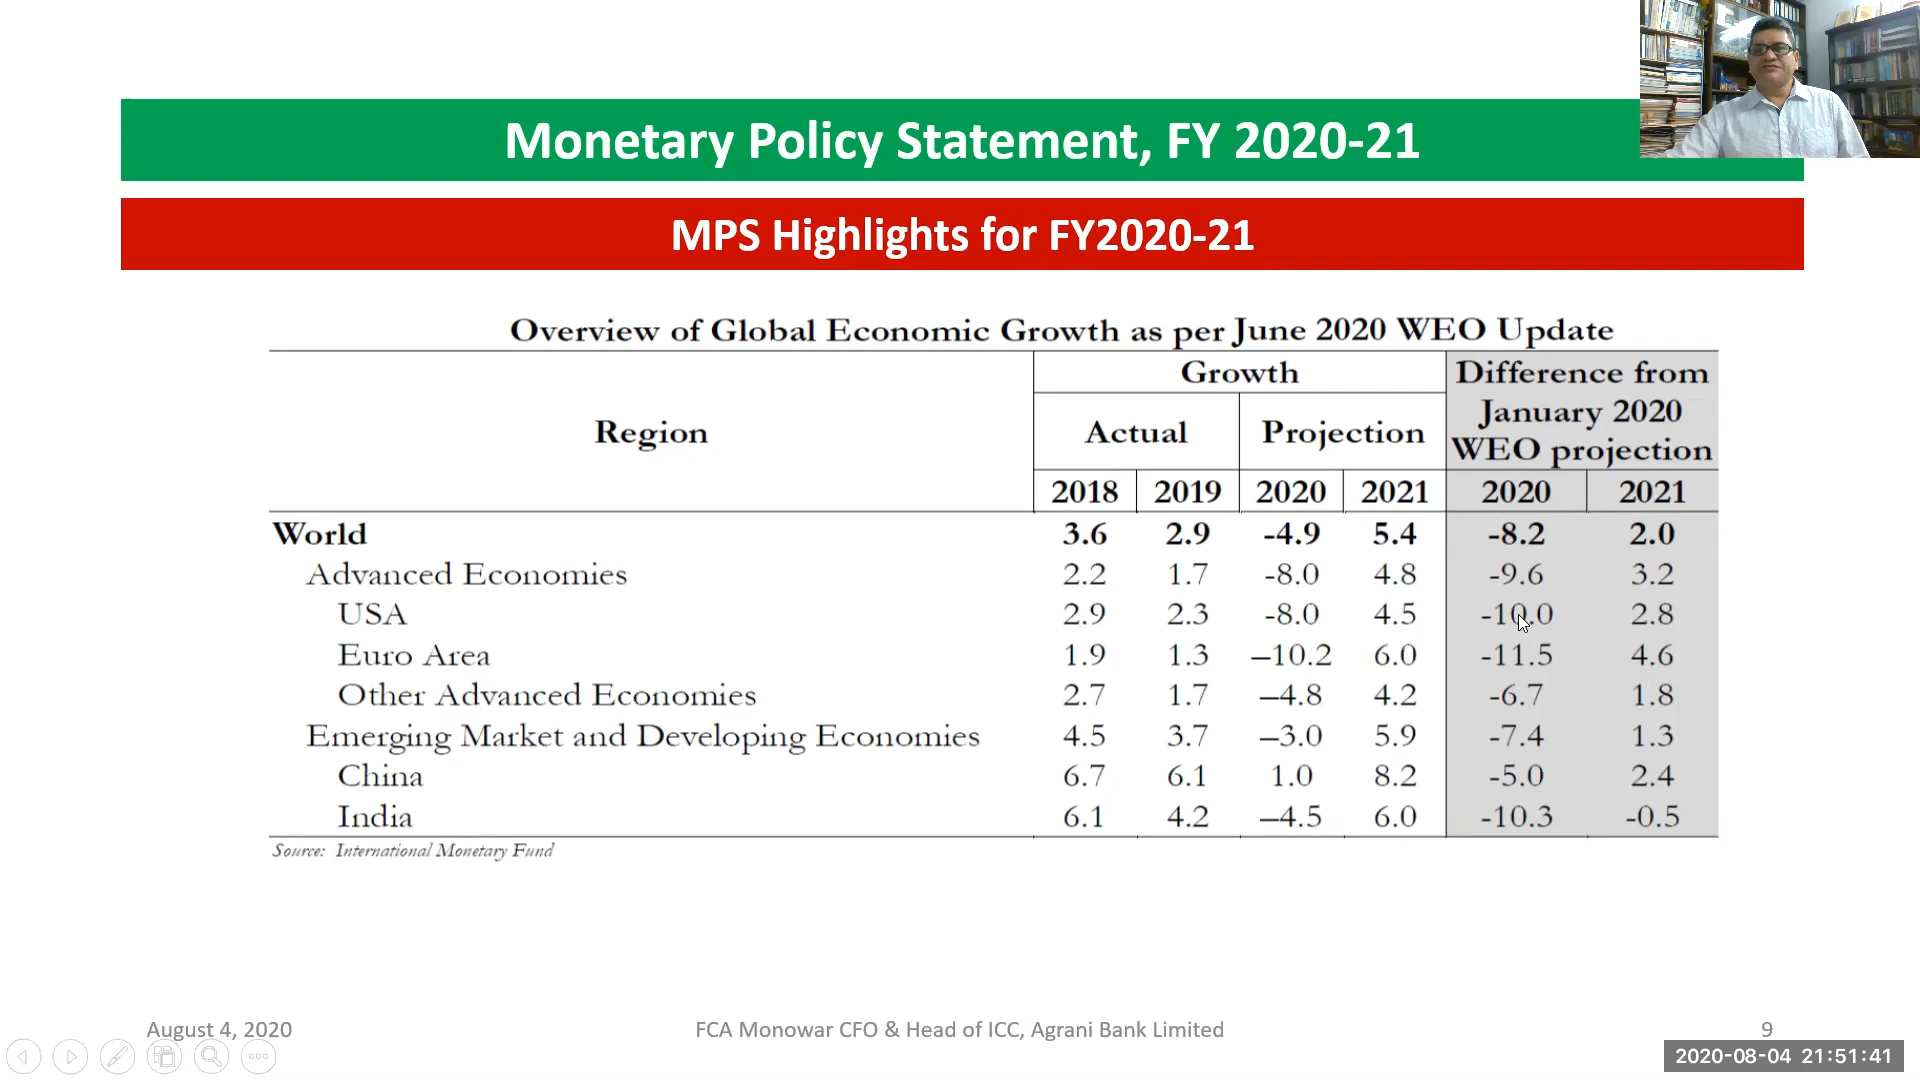 Monetary Policy Statement, FY 2020-21
MPS Highlights for FY2020-21
Overview of Global Economic Growth as per June 2020 WEO Update
Region
Growth
Difference from
January 2020
WEO projection
Actual
Projection
2018 2019 2020 2021 2020 2021
World 3.6 2.9 -4.9 5.4 -8.2 2.0
Advanced Economies 2.2 1.7 -8.0 4.8 -9.6 3.2
USA 2.9 2.3 -8.0 4.5 -10.0 2.8
Euro Area 1.9 1.3 –10.2 6.0 -11.5 4.6
Other Advanced Economies 2.7 1.7 –4.8 4.2 -6.7 1.8
Emerging Market and Developing Economies 4.5 3.7 –3.0 5.9 -7.4 1.3
China 6.7 6.1 1.0 8.2 -5.0 2.4
India 6.1 4.2 –4.5 6.0 -10.3 -0.5
Source: International Monetary Fund
August 4, 2020
FCA Monowar CFO & Head of ICC, Agrani Bank Limited
9
2020-08-04 21:51:41